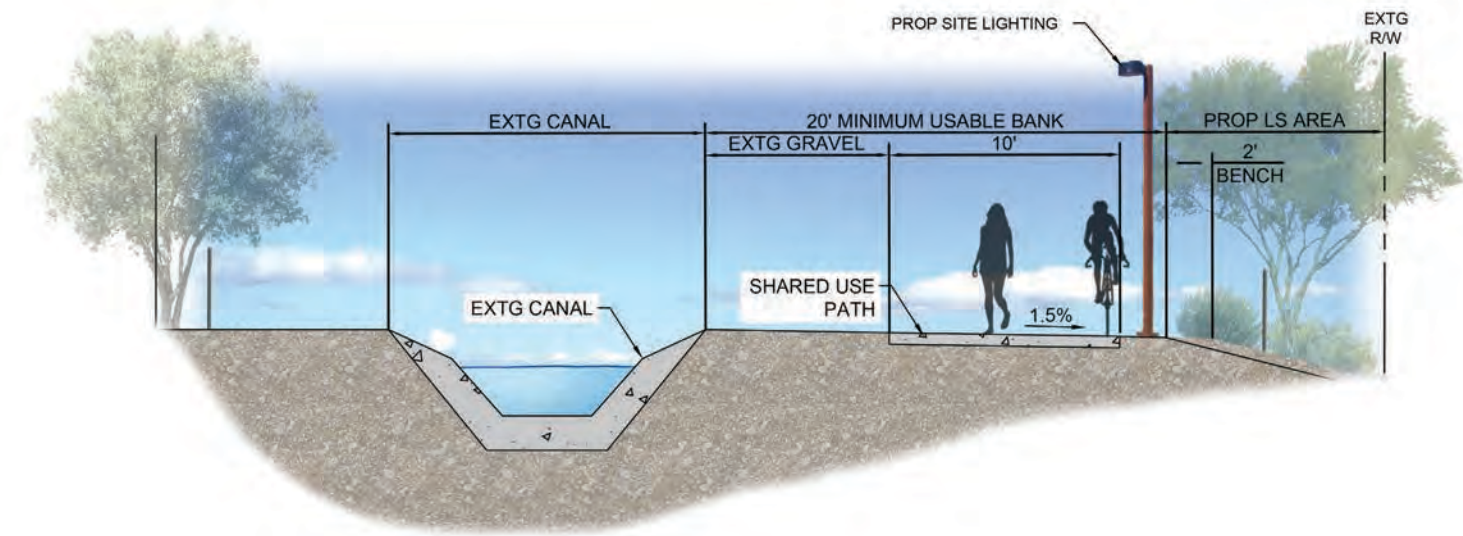 PROP SITE LIGHTING
EXTG
R/W
EXTG CANAL
20' MINIMUM USABLE BANK
PROP LS AREA
EXTG GRAVEL
10'
2'
BENCH
EXTG CANAL
SHARED USE
PATH
1.5%